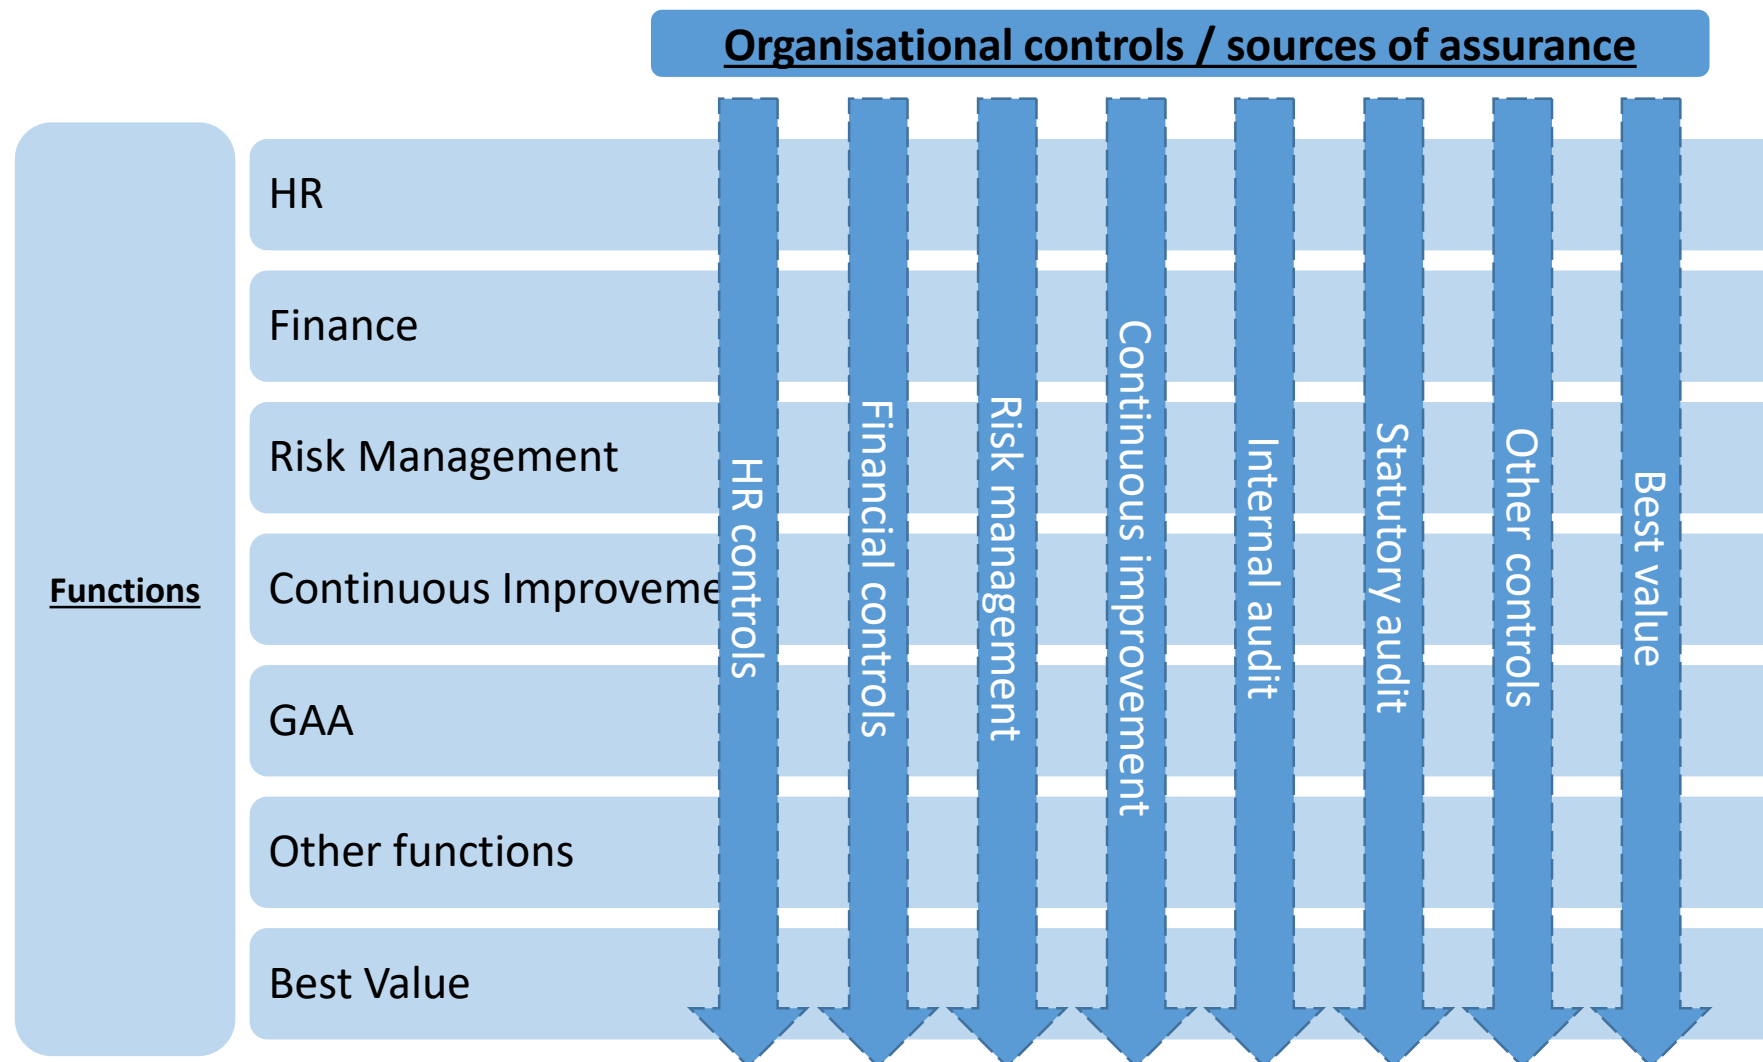 Organisational controls / sources of assurance
Functions
HR
Finance
Risk Management
Continuous Improveme
GAA
Other functions
Best Value
HR controls
Financial controls
Risk management
Continuous improvement
Internal audit
Statutory audit
Other controls
Best value